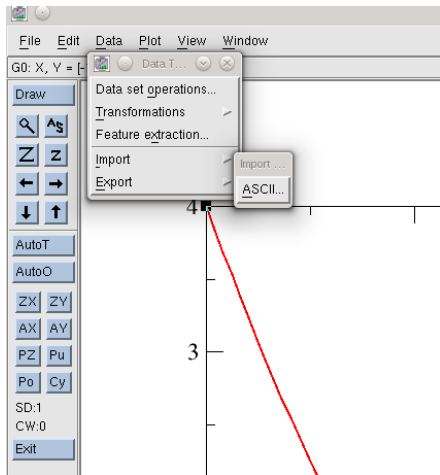 File Edit Data Plot View Window
G0: X, Y = [-
Data T...
Draw
Data set operations...
Transformations
Feature extraction...
Import
Export
Import ...
ASCII...
AS
Z z
AutoT
AutoO
ZX ZY
AX AY
PZ Pu
Po Cy
SD:1
CW:0
Exit
4
3